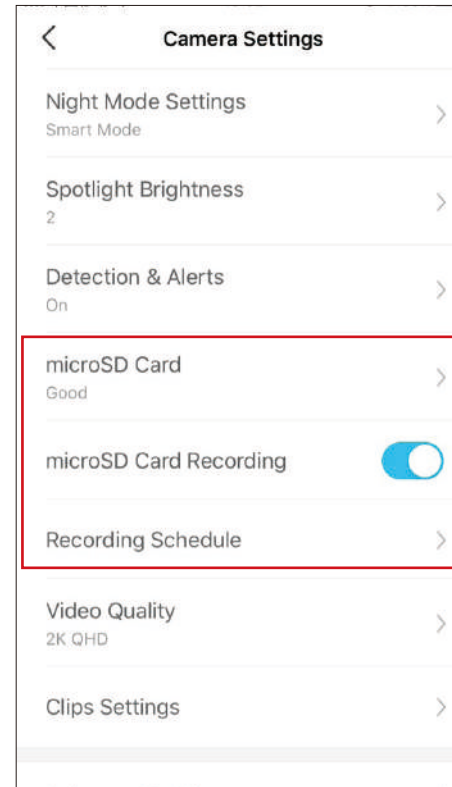 Camera Settings
Night Mode Settings
Smart Mode
Spotlight Brightness
2
Detection & Alerts
On
microSD Card
Good
microSD Card Recording
Recording Schedule
Video Quality
2K QHD
Clips Settings